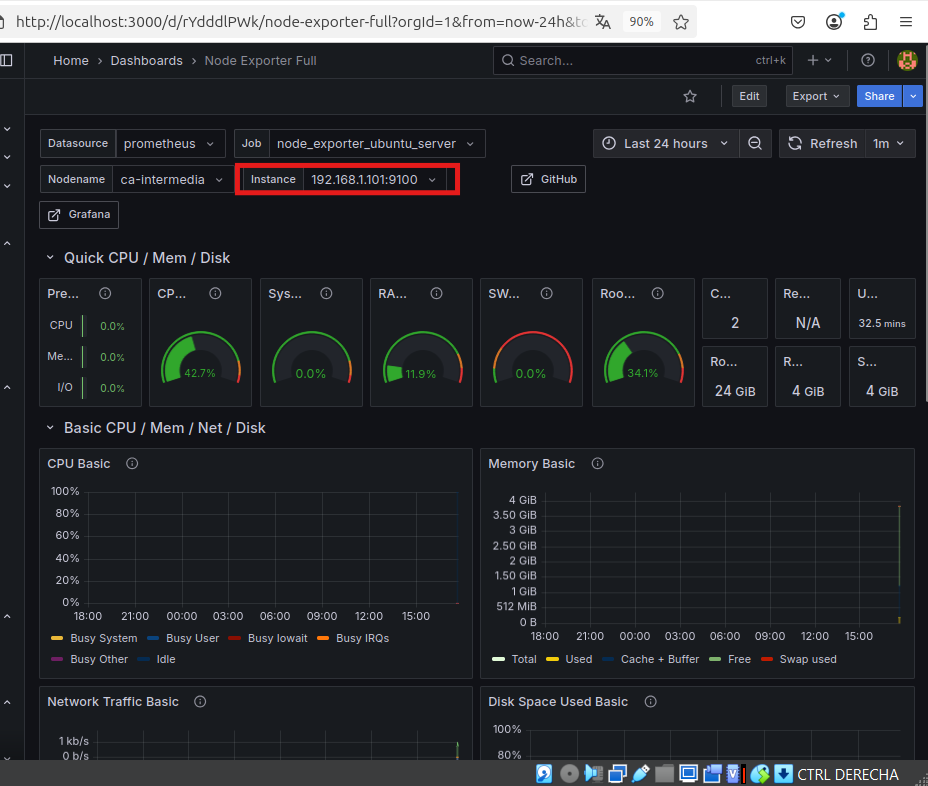 http://localhost:3000/d/rYdddlPWk/node-exporter-full?orgId=1&from=now-24h&to 90%
Home › Dashboards › Node Exporter Full Search... ctrl+k
Edit Export Share
Datasource prometheus Job node_exporter_ubuntu_server Last 24 hours Refresh 1m
Nodename ca-intermedia Instance 192.168.1.101:9100 GitHub
Grafana
Quick CPU / Mem / Disk
Pre... CP... Sys... RA... SW... Roo... C... Re... U...
CPU 0.0%
Me... 0.0%
I/O 0.0%
42.7% 0.0% 11.9% 0.0% 34.1%
2 N/A 32.5 mins
Ro... R... S...
24 GiB 4 GiB 4 GiB
Basic CPU / Mem / Net / Disk
CPU Basic
100%
80%
60%
40%
20%
0%
18:00 21:00 00:00 03:00 06:00 09:00 12:00 15:00
Busy System Busy User Busy Iowait Busy IRQs
Busy Other Idle
Memory Basic
4 GiB
3.50 GiB
3 GiB
2.50 GiB
2 GiB
1.50 GiB
1 GiB
512 MiB
0 B
18:00 21:00 00:00 03:00 06:00 09:00 12:00 15:00
Total Used Cache + Buffer Free Swap used
Network Traffic Basic
1 kb/s
0 b/s
Disk Space Used Basic
100%
80%
CTRL DERECHA